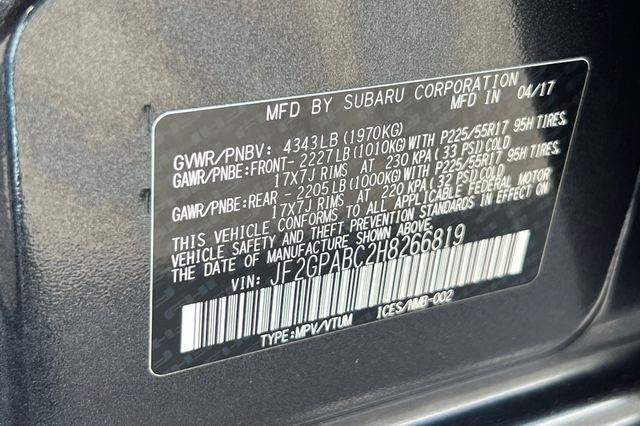 MFD BY SUBARU CORPORATION
MFD IN 04/17
GVWR/PNBV: 4343LB(1970KG)
GAWR/PNBE:FRONT- 2227LB(1010KG)WITH P225/55R17 95H TIRES,
17X7J RIMS AT 230 KPA(33 PSI)COLD
GAWR/PNBE:REAR - 2205LB(1000KG)WITH P225/55R17 95H TIRES,
17X7J RIMS AT 220 KPA(32 PSI)COLD
THIS VEHICLE CONFORMS TO ALL APPLICABLE FEDERAL MOTOR
VEHICLE SAFETY AND THEFT PREVENTION STANDARDS IN EFFECT ON
THE DATE OF MANUFACTURE SHOWN ABOVE.
VIN: JF2GPABC2H8266819
TYPE:MPV/VTUM ICES/NMB-002